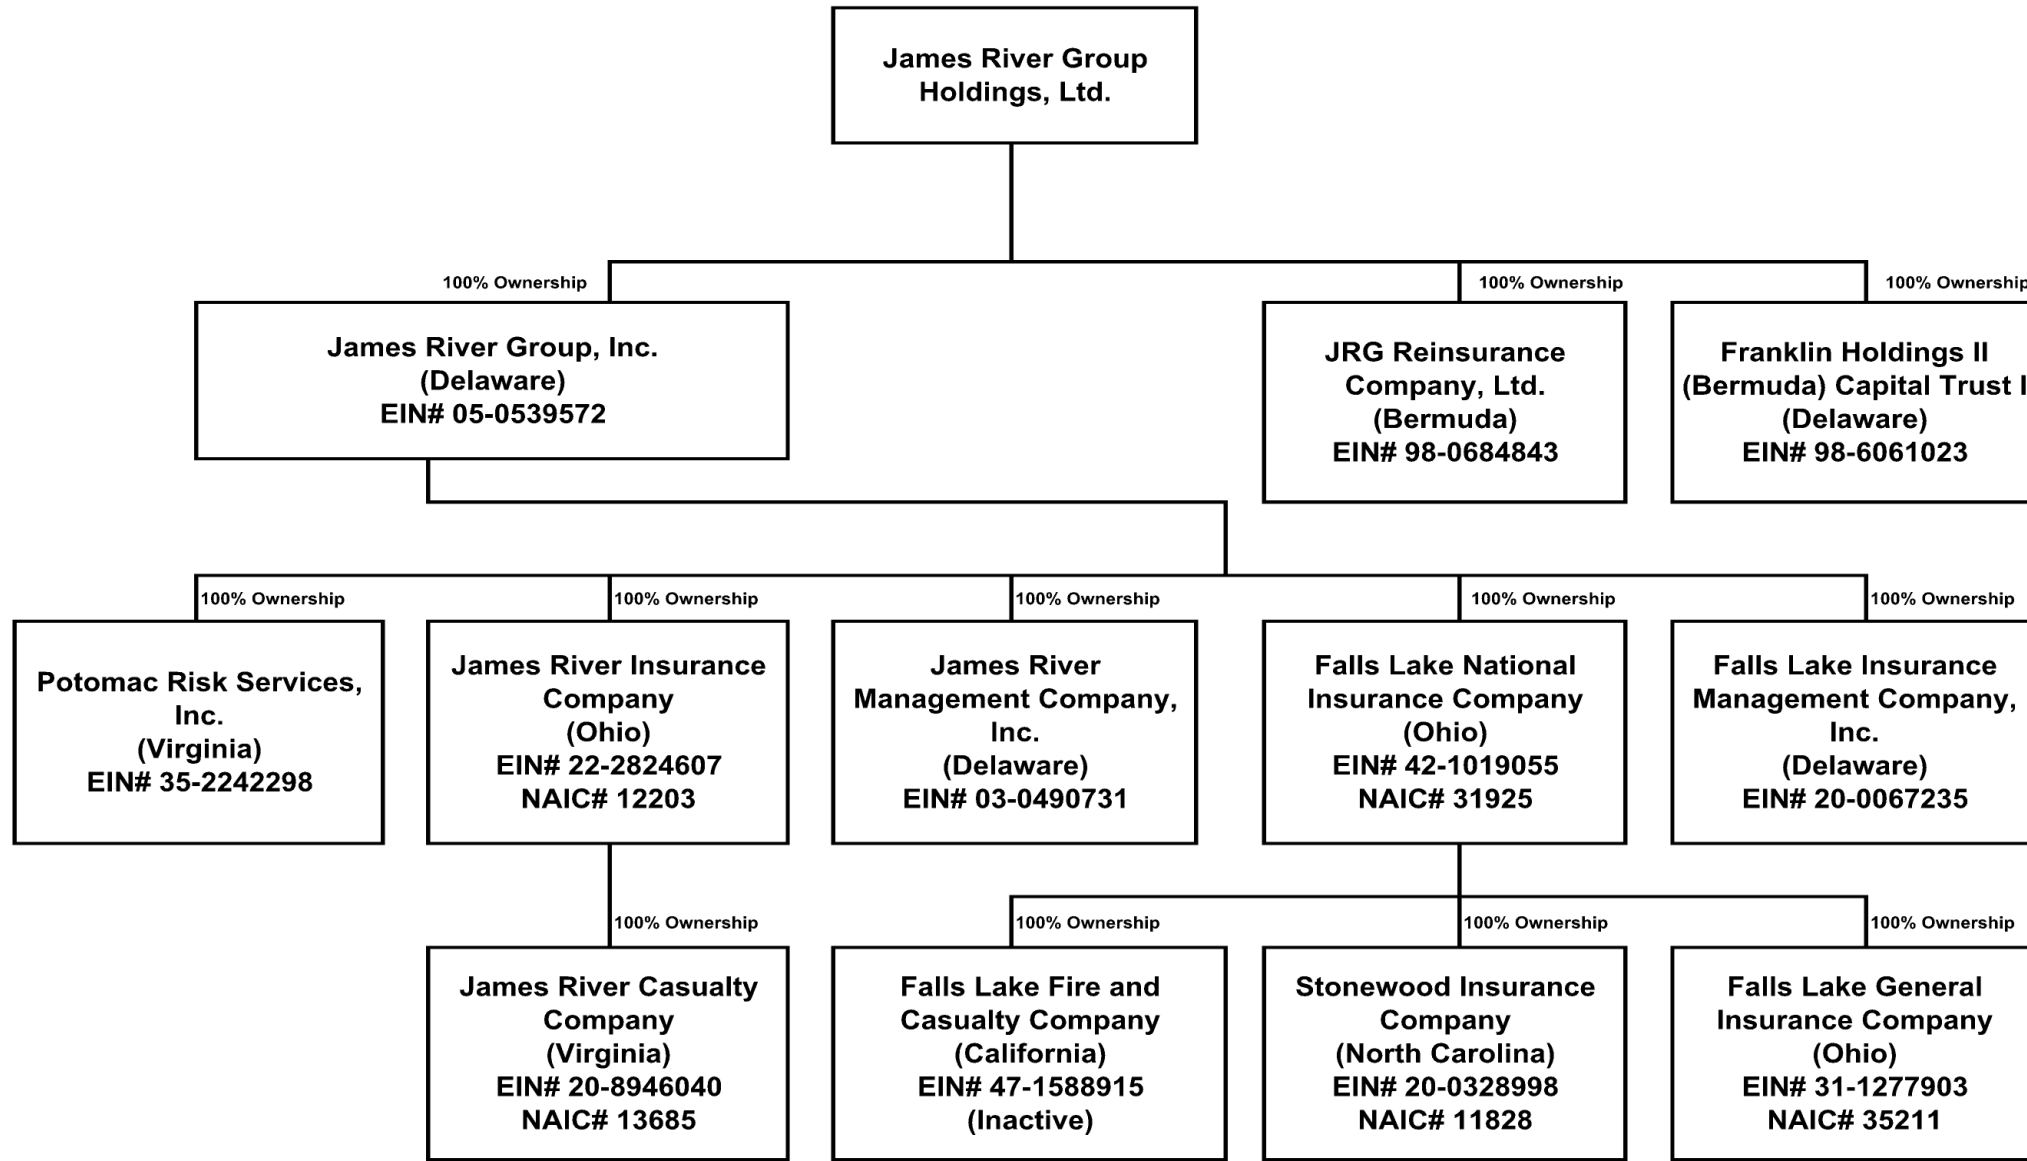 James River Group
Holdings, Ltd.
100% Ownership
100% Ownership
100% Ownership
James River Group, Inc.
(Delaware)
EIN# 05-0539572
JRG Reinsurance
Company, Ltd.
(Bermuda)
EIN# 98-0684843
Franklin Holdings II
(Bermuda) Capital Trust I
(Delaware)
EIN# 98-6061023
100% Ownership
100% Ownership
100% Ownership
100% Ownership
100% Ownership
Potomac Risk Services,
Inc.
(Virginia)
EIN# 35-2242298
James River Insurance
Company
(Ohio)
EIN# 22-2824607
NAIC# 12203
James River
Management Company,
Inc.
(Delaware)
EIN# 03-0490731
Falls Lake National
Insurance Company
(Ohio)
EIN# 42-1019055
NAIC# 31925
Falls Lake Insurance
Management Company,
Inc.
(Delaware)
EIN# 20-0067235
100% Ownership
100% Ownership
100% Ownership
100% Ownership
James River Casualty
Company
(Virginia)
EIN# 20-8946040
NAIC# 13685
Falls Lake Fire and
Casualty Company
(California)
EIN# 47-1588915
(Inactive)
Stonewood Insurance
Company
(North Carolina)
EIN# 20-0328998
NAIC# 11828
Falls Lake General
Insurance Company
(Ohio)
EIN# 31-1277903
NAIC# 35211